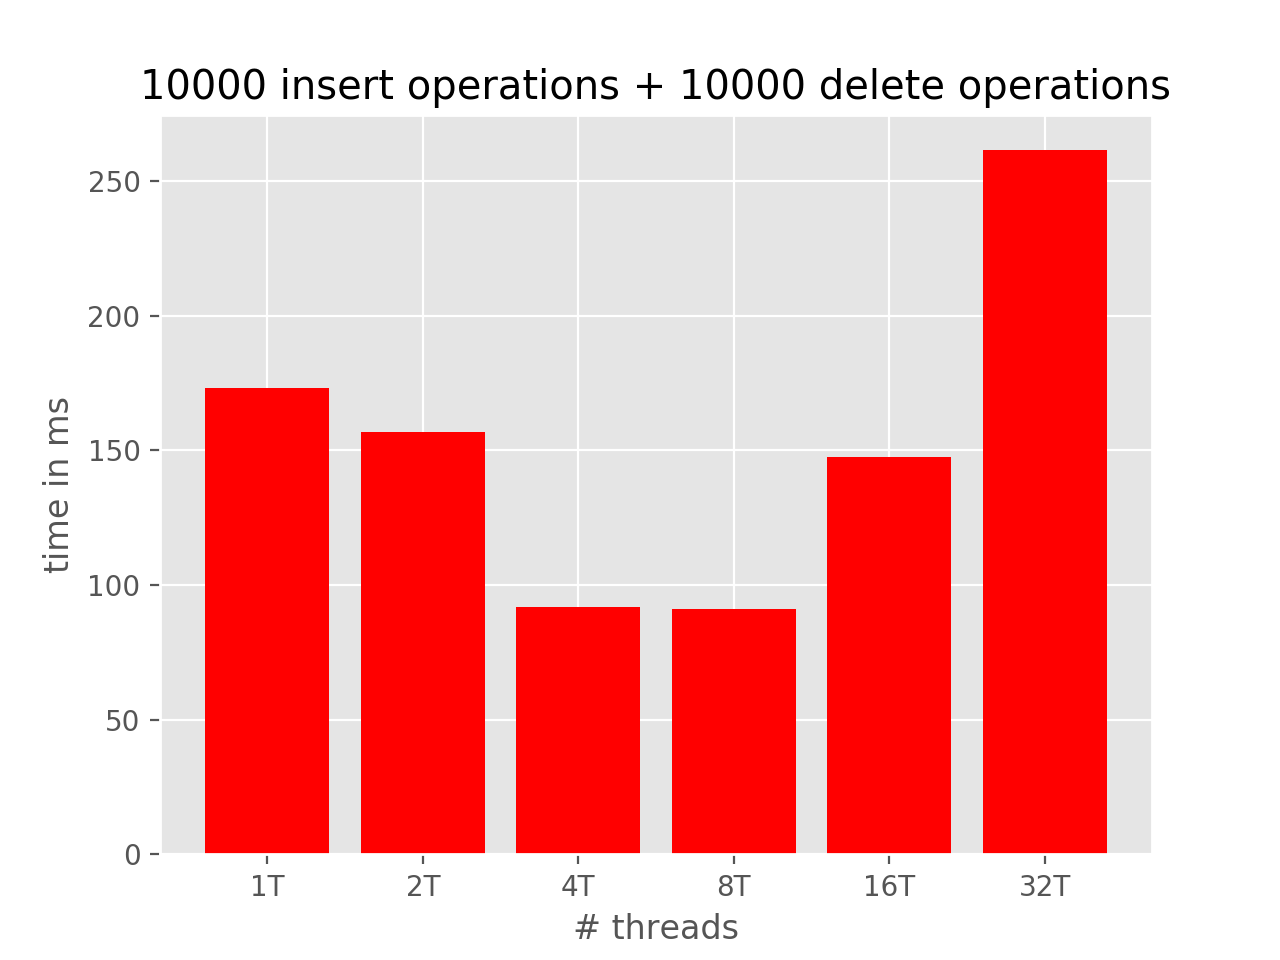 10000 insert operations + 10000 delete operations
250
200
150
100
50
0
time in ms
1T 2T 4T 8T 16T 32T
# threads